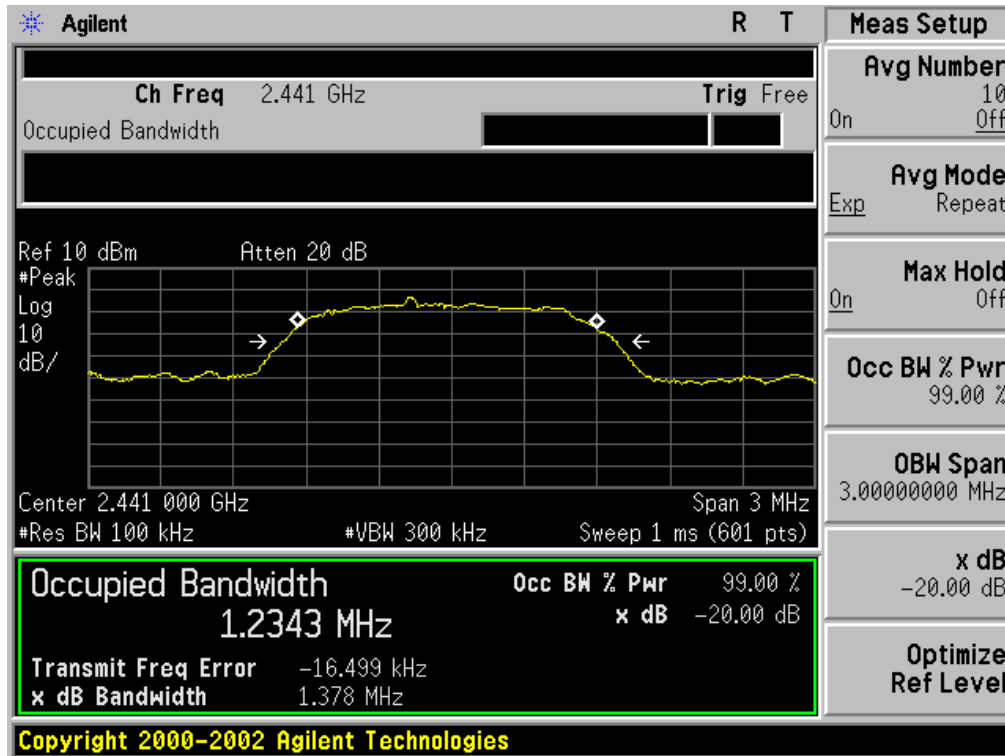 Agilent R T
Ch Freq 2.441 GHz Trig Free
Occupied Bandwidth
Ref 10 dBm Atten 20 dB
#Peak
Log
10
dB/
Center 2.441 000 GHz Span 3 MHz
#Res BW 100 kHz #VBW 300 kHz Sweep 1 ms (601 pts)
Occupied Bandwidth Occ BW % Pwr 99.00 %
1.2343 MHz x dB -20.00 dB
Transmit Freq Error -16.499 kHz
x dB Bandwidth 1.378 MHz
Copyright 2000-2002 Agilent Technologies
Meas Setup
Avg Number
10
On Off
Avg Mode
Exp Repeat
Max Hold
On Off
Occ BW % Pwr
99.00 %
OBW Span
3.00000000 MHz
x dB
-20.00 dB
Optimize
Ref Level